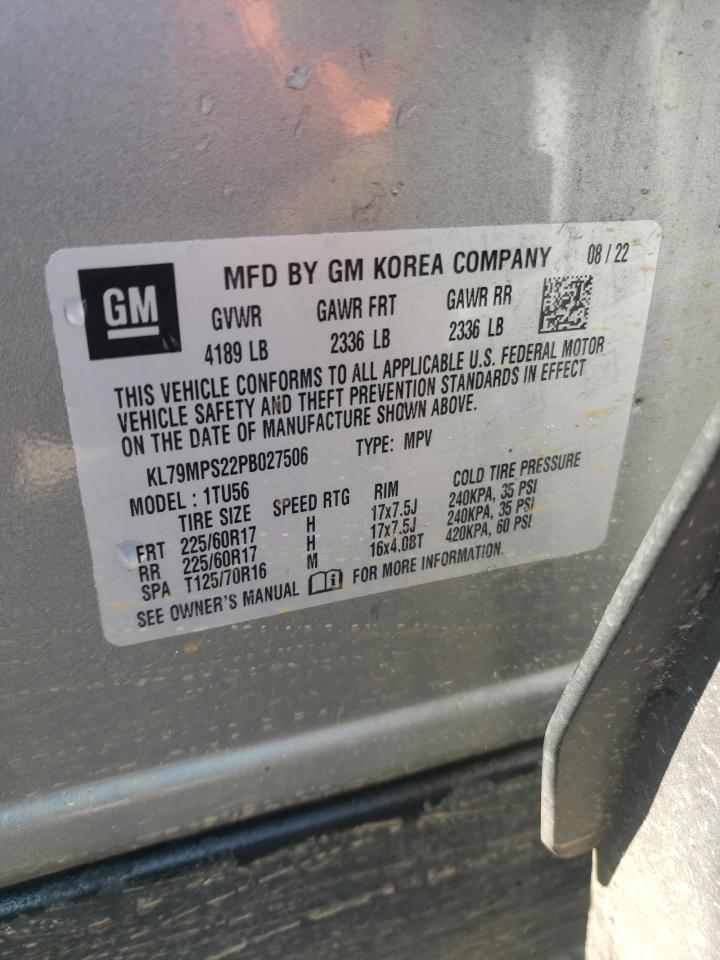 GM
MFD BY GM KOREA COMPANY 08 / 22
GVWR GAWR FRT GAWR RR
4189 LB 2336 LB 2336 LB
THIS VEHICLE CONFORMS TO ALL APPLICABLE U.S. FEDERAL MOTOR
VEHICLE SAFETY AND THEFT PREVENTION STANDARDS IN EFFECT
ON THE DATE OF MANUFACTURE SHOWN ABOVE.
KL79MPS22PB027506 TYPE: MPV
MODEL : 1TU56
TIRE SIZE SPEED RTG RIM COLD TIRE PRESSURE
FRT 225/60R17 H 17x7.5J 240KPA, 35 PSI
RR 225/60R17 H 17x7.5J 240KPA, 35 PSI
SPA T125/70R16 M 16x4.0BT 420KPA, 60 PSI
SEE OWNER'S MANUAL i FOR MORE INFORMATION.